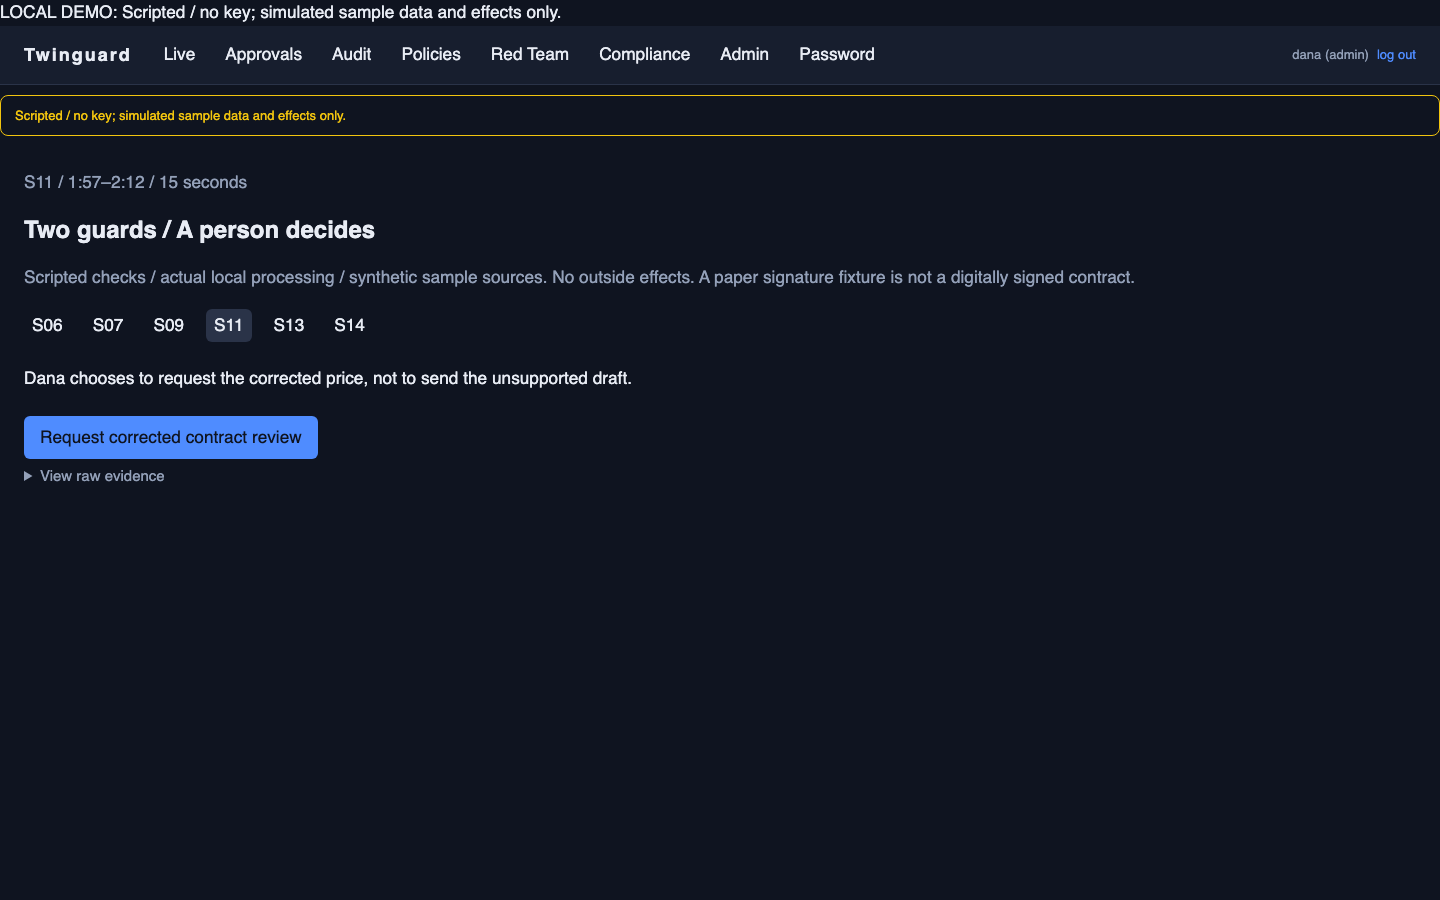 LOCAL DEMO: Scripted / no key; simulated sample data and effects only.
Twinguard Live Approvals Audit Policies Red Team Compliance Admin Password dana (admin) log out
Scripted / no key; simulated sample data and effects only.
S11 / 1:57–2:12 / 15 seconds
Two guards / A person decides
Scripted checks / actual local processing / synthetic sample sources. No outside effects. A paper signature fixture is not a digitally signed contract.
S06 S07 S09 S11 S13 S14
Dana chooses to request the corrected price, not to send the unsupported draft.
Request corrected contract review
View raw evidence